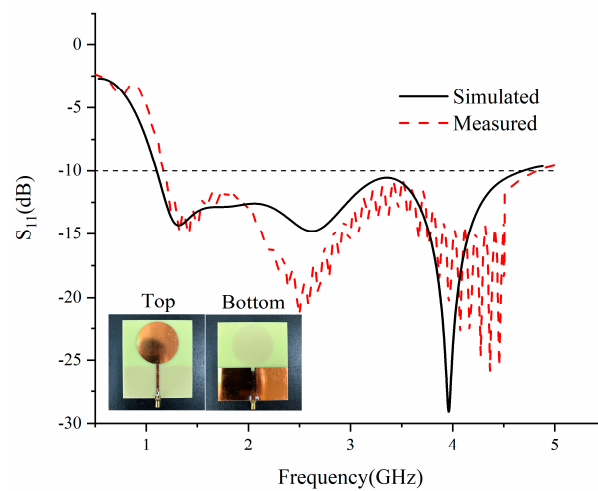 0
-5
-10
-15
-20
-25
-30
S11(dB)
Simulated
Measured
Top
Bottom
1
2
3
4
5
Frequency(GHz)